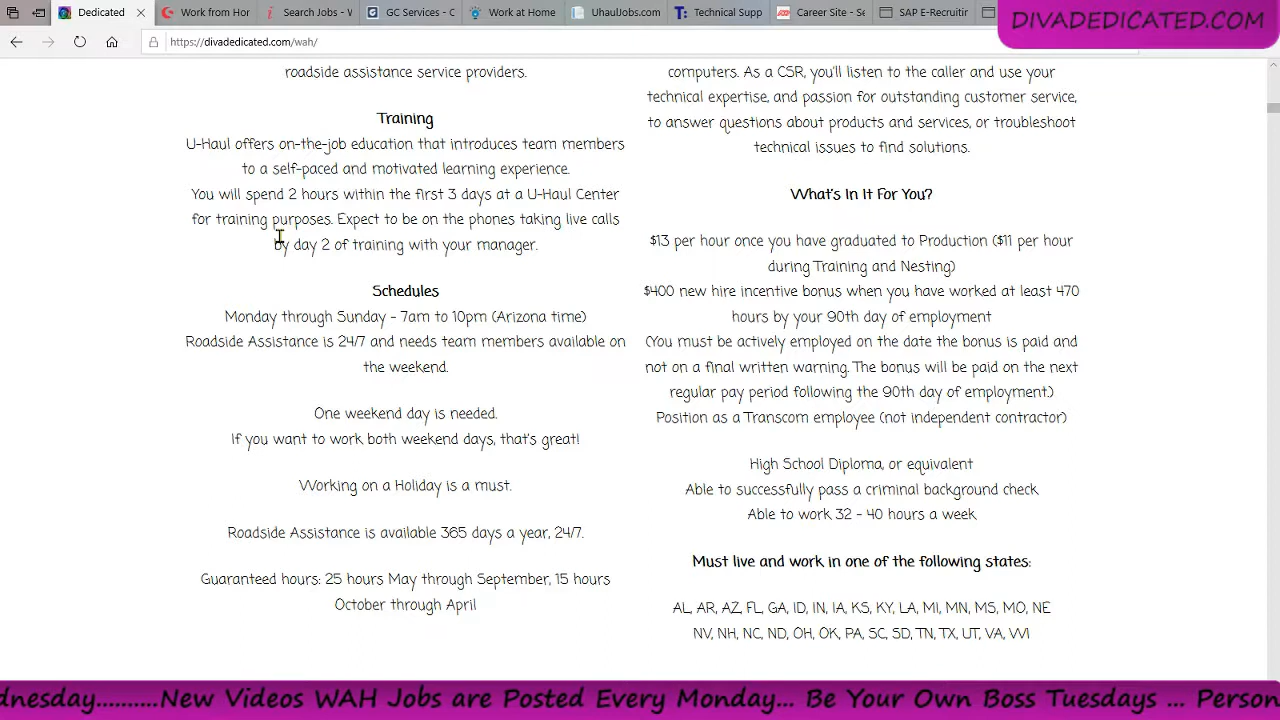 Dedicated
Work from Hor
Search Jobs - W
GC Services - C
Work at Home
UhaulJobs.com
Technical Supp
Career Site - S
SAP E-Recruitin
DIVADEDICATED.COM
https://divadedicated.com/wah/
roadside assistance service providers.
Training
U-Haul offers on-the-job education that introduces team members
to a self-paced and motivated learning experience.
You will spend 2 hours within the first 3 days at a U-Haul Center
for training purposes. Expect to be on the phones taking live calls
by day 2 of training with your manager.
Schedules
Monday through Sunday - 7am to 10pm (Arizona time)
Roadside Assistance is 24/7 and needs team members available on
the weekend.
One weekend day is needed.
If you want to work both weekend days, that's great!
Working on a Holiday is a must.
Roadside Assistance is available 365 days a year, 24/7.
Guaranteed hours: 25 hours May through September, 15 hours
October through April
computers. As a CSR, you'll listen to the caller and use your
technical expertise, and passion for outstanding customer service,
to answer questions about products and services, or troubleshoot
technical issues to find solutions.
What's In It For You?
$13 per hour once you have graduated to Production ($11 per hour
during Training and Nesting)
$400 new hire incentive bonus when you have worked at least 470
hours by your 90th day of employment
(You must be actively employed on the date the bonus is paid and
not on a final written warning. The bonus will be paid on the next
regular pay period following the 90th day of employment.)
Position as a Transcom employee (not independent contractor)
High School Diploma, or equivalent
Able to successfully pass a criminal background check
Able to work 32 - 40 hours a week
Must live and work in one of the following states:
AL, AR, AZ, FL, GA, ID, IN, IA, KS, KY, LA, MI, MN, MS, MO, NE
NV, NH, NC, ND, OH, OK, PA, SC, SD, TN, TX, UT, VA, WI
dnesday..........New Videos WAH Jobs are Posted Every Monday... Be Your Own Boss Tuesdays ... Person